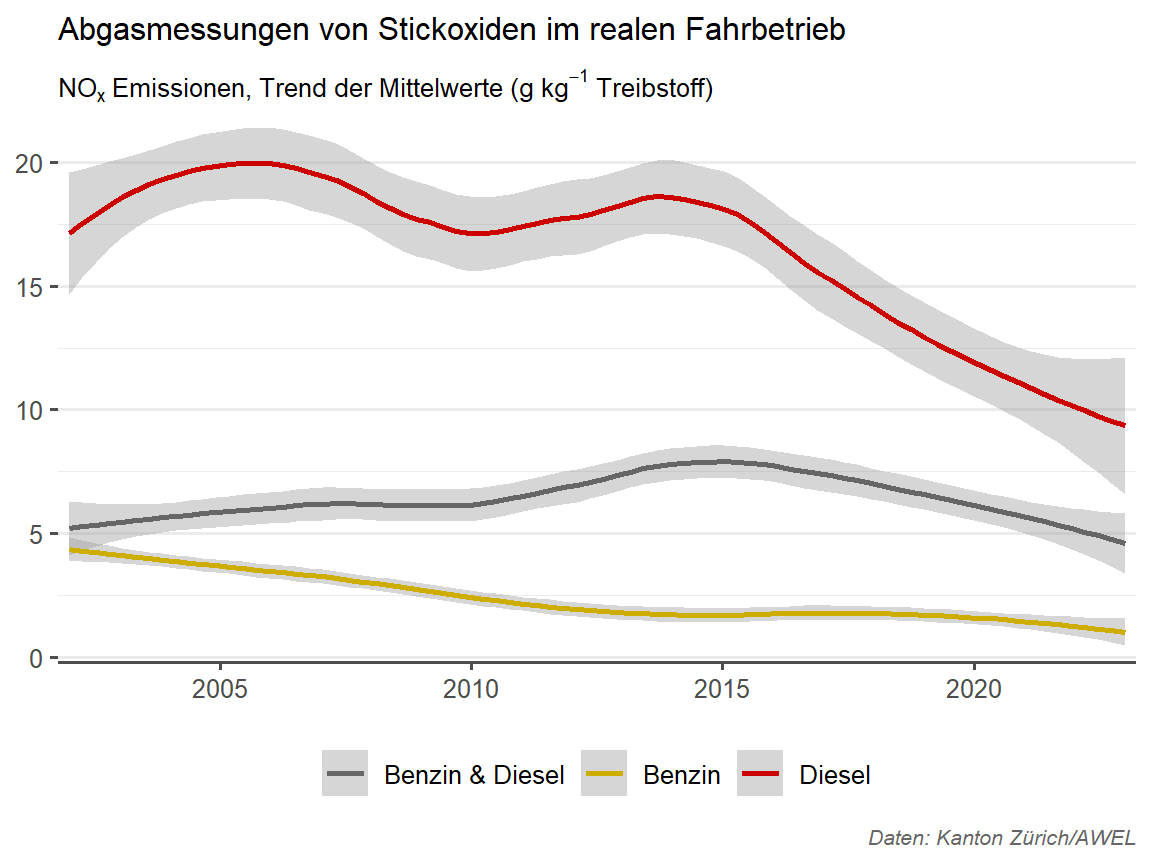 Abgasmessungen von Stickoxiden im realen Fahrbetrieb
NOₓ Emissionen, Trend der Mittelwerte (g kg⁻¹ Treibstoff)
20
15
10
5
0
2005 2010 2015 2020
Benzin & Diesel Benzin Diesel
Daten: Kanton Zürich/AWEL